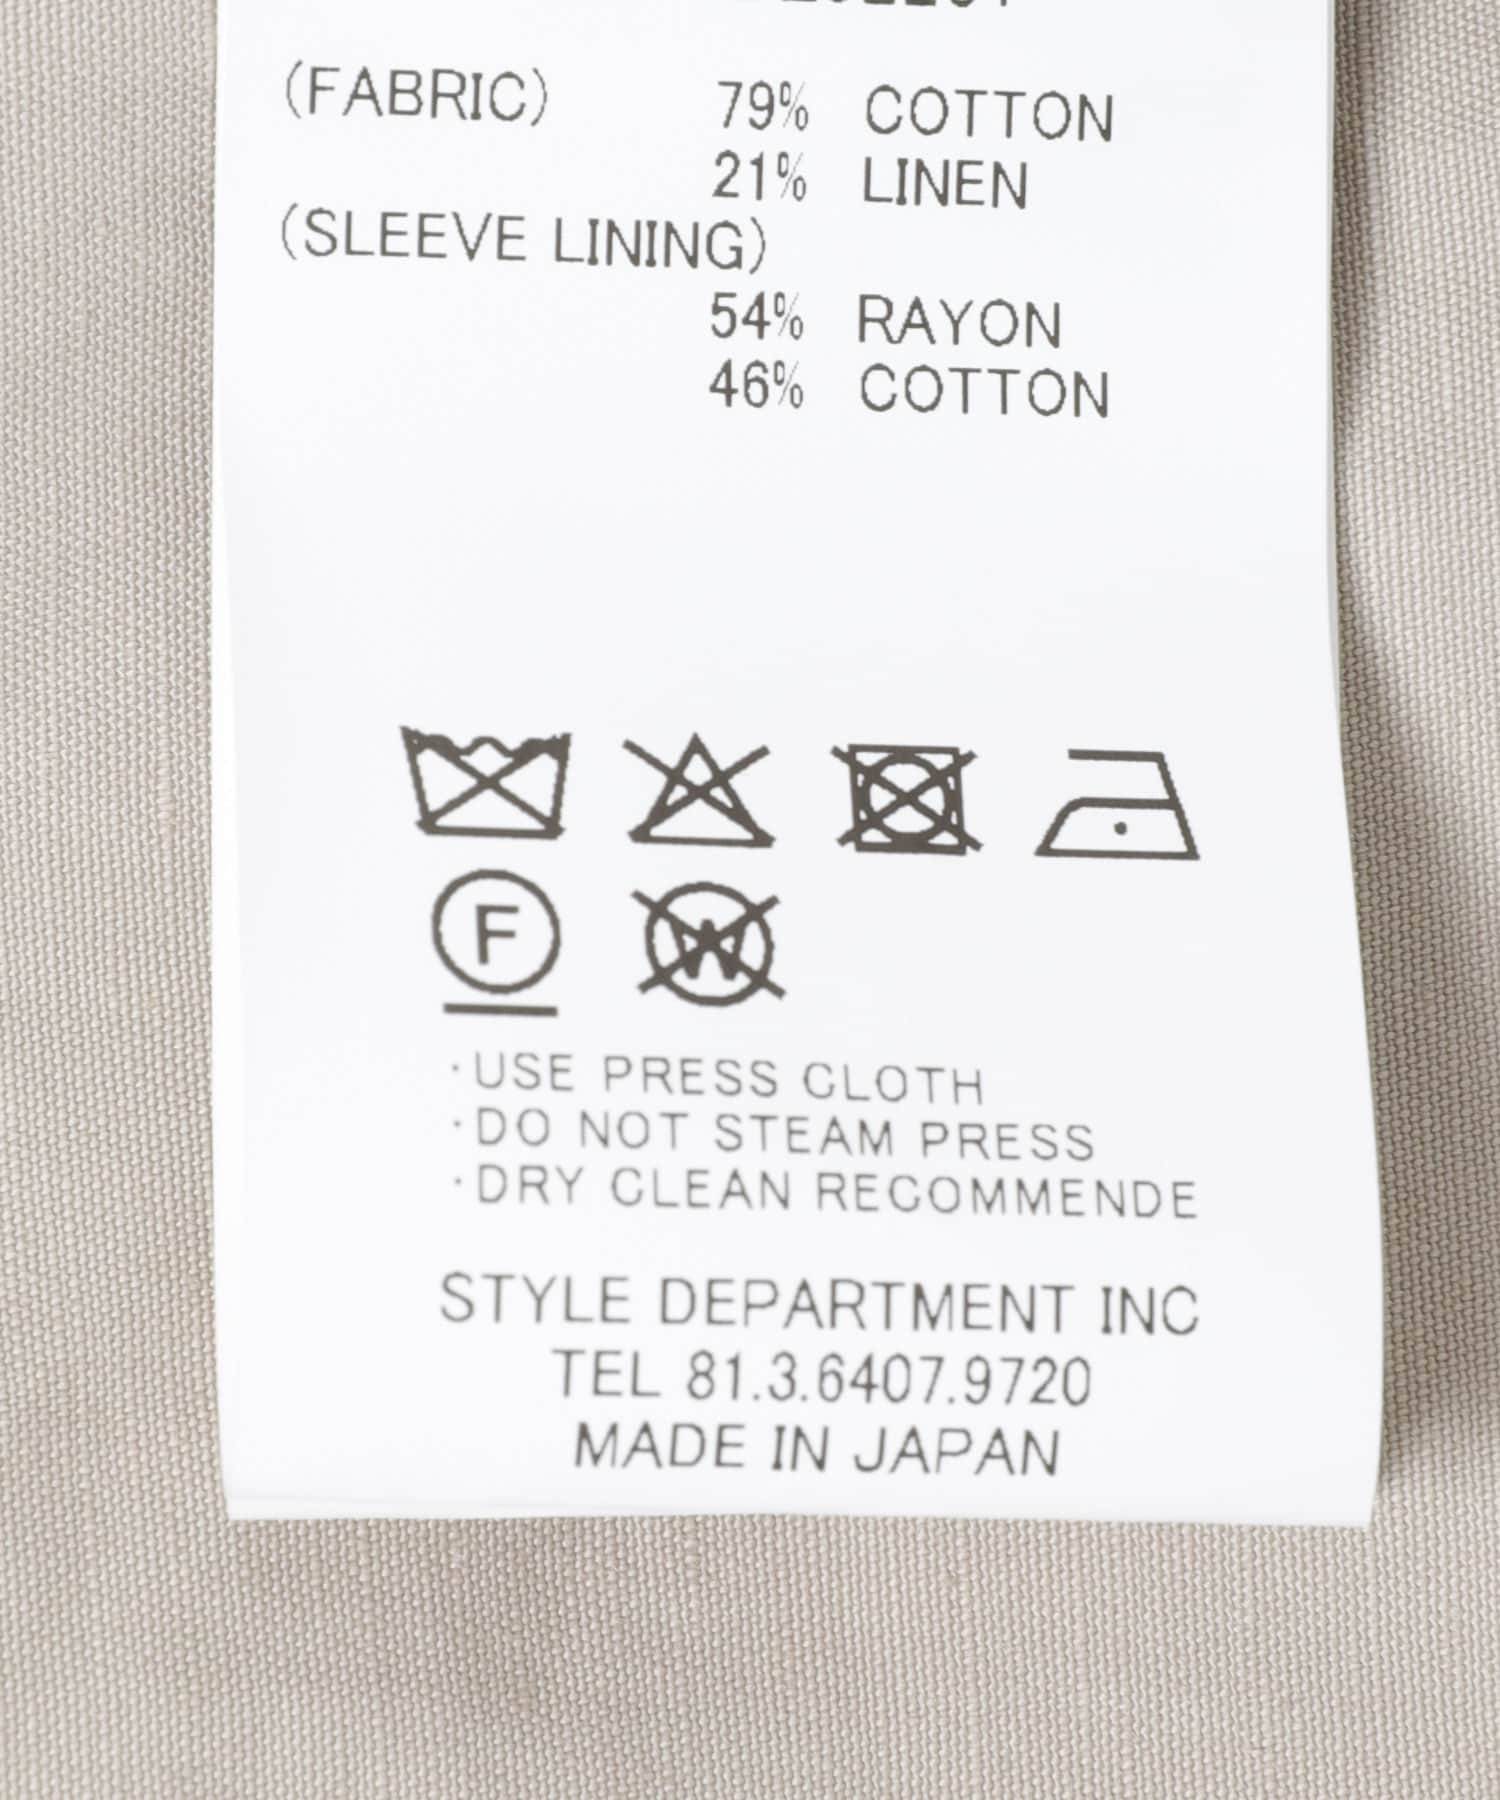 (FABRIC) 79% COTTON
21% LINEN
(SLEEVE LINING)
54% RAYON
46% COTTON
F W
・USE PRESS CLOTH
・DO NOT STEAM PRESS
・DRY CLEAN RECOMMENDE
STYLE DEPARTMENT INC
TEL 81.3.6407.9720
MADE IN JAPAN